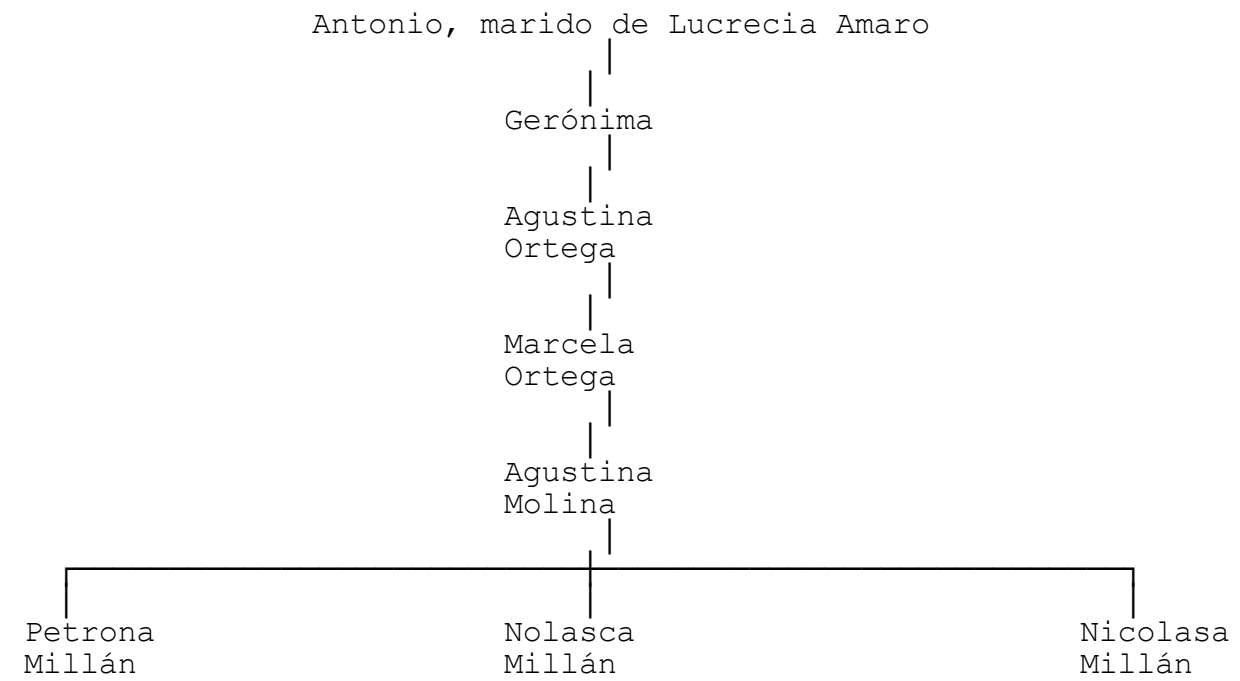 Antonio, marido de Lucrecia Amaro
Gerónima
Agustina
Ortega
Marcela
Ortega
Agustina
Molina
Petrona
Millán
Nolasca
Millán
Nicolasa
Millán